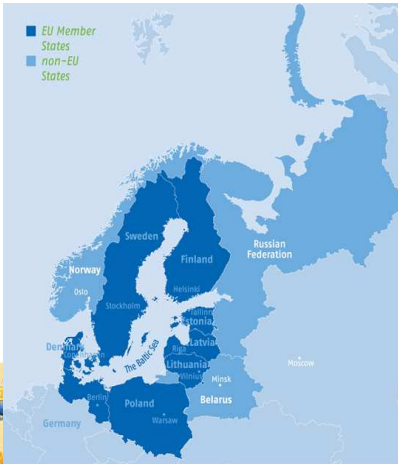 EU Member
States
non-EU
States
Sweden
Finland
Norway
Russian
Federation
Oslo
Helsinki
Stockholm
Tallinn
Estonia
Denmark
Copenhagen
Riga
Latvia
The Baltic Sea
Lithuania
Vilnius
Minsk
Moscow
Belarus
Berlin
Poland
Germany
Warsaw